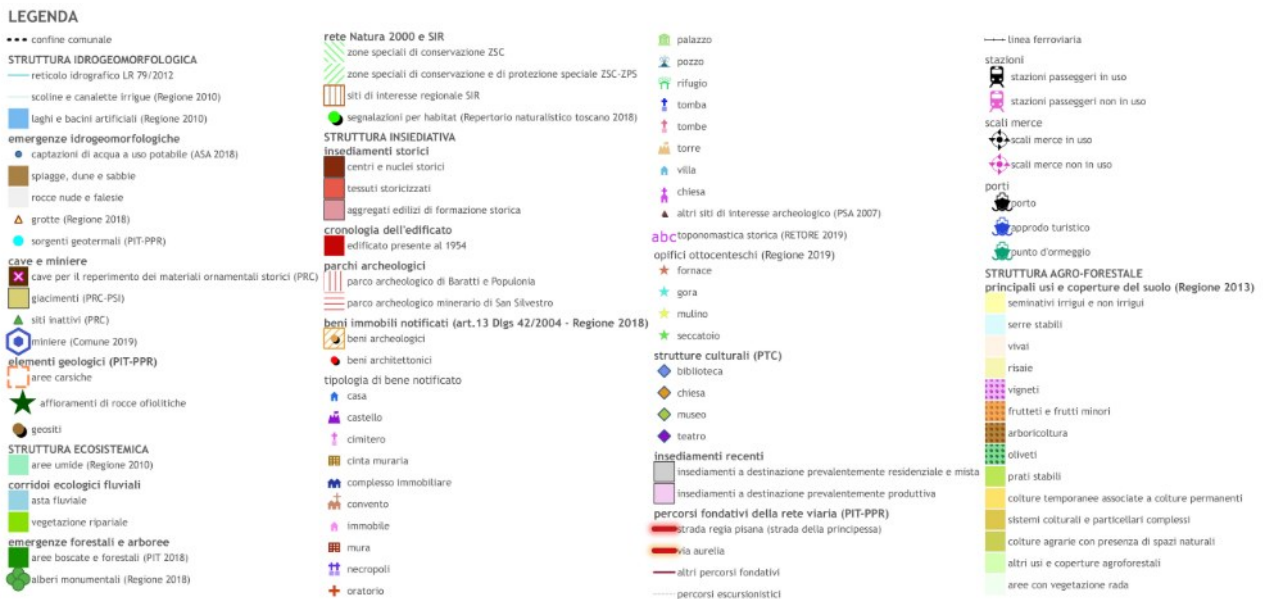 LEGENDA
confine comunale
STRUTTURA IDROGEOMORFOLOGICA
reticolo idrografico LR 79/2012
scoline e canalette irrigue (Regione 2010)
laghi e bacini artificiali (Regione 2010)
emergenze idrogeomorfologiche
captazioni di acqua a uso potabile (ASA 2018)
spiagge, dune e sabbie
rocce nude e falesie
grotte (Regione 2018)
sorgenti geotermali (PIT-PPR)
cave e miniere
cave per il reperimento dei materiali ornamentali storici (PRC)
giacimenti (PRC-PSI)
siti inattivi (PRC)
miniere (Comune 2019)
elementi geologici (PIT-PPR)
aree carsiche
affioramenti di rocce ofiolitiche
geositi
STRUTTURA ECOSISTEMICA
aree umide (Regione 2010)
corridoi ecologici fluviali
asta fluviale
vegetazione ripariale
emergenze forestali e arboree
aree boscate e forestali (PIT 2018)
alberi monumentali (Regione 2018)
rete Natura 2000 e SIR
zone speciali di conservazione ZSC
zone speciali di conservazione e di protezione speciale ZSC-ZPS
siti di interesse regionale SIR
segnalazioni per habitat (Repertorio naturalistico toscano 2018)
STRUTTURA INSIEDIATIVA
insediamenti storici
centri e nuclei storici
tessuti storicizzati
aggregati edilizi di formazione storica
cronologia dell'edificato
edificato presente al 1954
parchi archeologici
parco archeologico di Baratti e Populonia
parco archeologico minerario di San Silvestro
beni immobili notificati (art.13 Dlgs 42/2004 - Regione 2018)
beni archeologici
beni architettonici
tipologia di bene notificato
casa
castello
cimitero
cinta muraria
complesso immobiliare
convento
immobile
mura
necropoli
oratorio
palazzo
pozzo
rifugio
tomba
tombe
torre
villa
chiesa
altri siti di interesse archeologico (PSA 2007)
abc toponomastica storica (RETORE 2019)
opifici ottocenteschi (Regione 2019)
fornace
gora
mulino
seccatoio
strutture culturali (PTC)
biblioteca
chiesa
museo
teatro
insediamenti recenti
insediamenti a destinazione prevalentemente residenziale e mista
insediamenti a destinazione prevalentemente produttiva
percorsi fondativi della rete viaria (PIT-PPR)
strada regia pisana (strada della principessa)
via aurelia
altri percorsi fondativi
percorsi escursionistici
linea ferroviaria
stazioni
stazioni passeggeri in uso
stazioni passeggeri non in uso
scali merce
scali merce in uso
scali merce non in uso
porti
porto
approdo turistico
punto d'ormeggio
STRUTTURA AGRO-FORESTALE
principali usi e coperture del suolo (Regione 2013)
seminativi irrigui e non irrigui
serre stabili
vivai
risaie
vigneti
frutteti e frutti minori
arboricoltura
oliveti
prati stabili
colture temporanee associate a colture permanenti
sistemi colturali e particellari complessi
colture agrarie con presenza di spazi naturali
altri usi e coperture agroforestali
aree con vegetazione rada